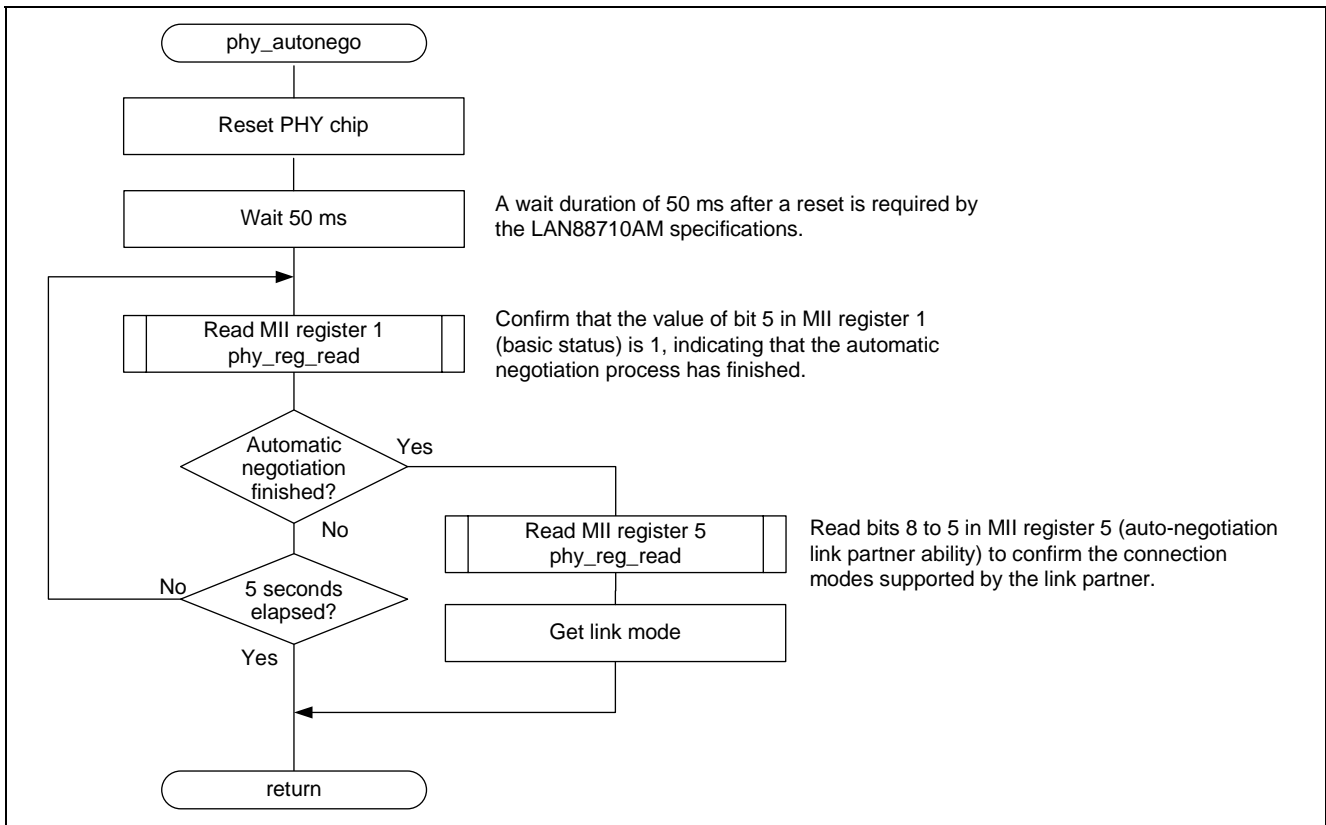 phy_autonego
Reset PHY chip
Wait 50 ms
A wait duration of 50 ms after a reset is required by
the LAN88710AM specifications.
Read MII register 1
phy_reg_read
Confirm that the value of bit 5 in MII register 1
(basic status) is 1, indicating that the automatic
negotiation process has finished.
Automatic
negotiation
finished?
Yes
No
Read MII register 5
phy_reg_read
Read bits 8 to 5 in MII register 5 (auto-negotiation
link partner ability) to confirm the connection
modes supported by the link partner.
No
5 seconds
elapsed?
Get link mode
Yes
return